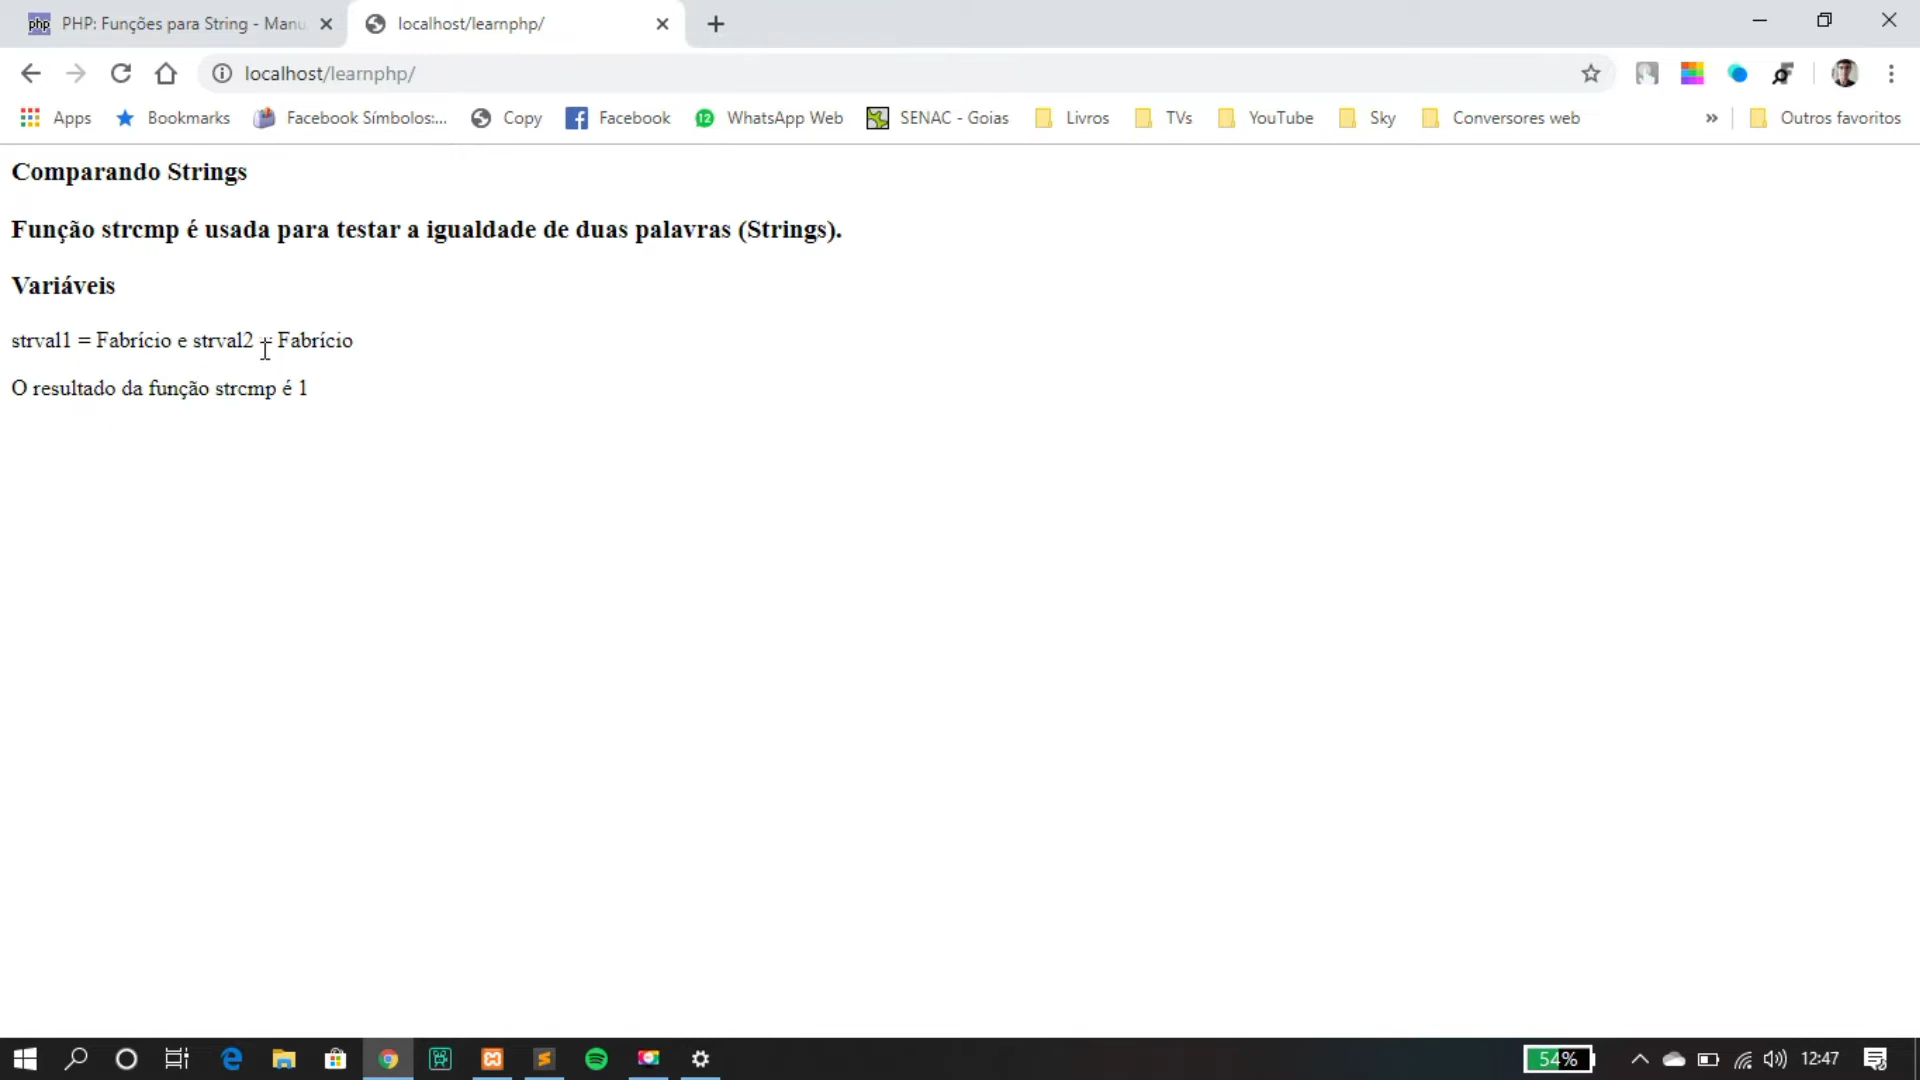 php PHP: Funções para String - Manu
localhost/learnphp/
localhost/learnphp/
Apps
Bookmarks
Facebook Símbolos:...
Copy
Facebook
12 WhatsApp Web
SENAC - Goias
Livros
TVs
YouTube
Sky
Conversores web
»
Outros favoritos
Comparando Strings
Função strcmp é usada para testar a igualdade de duas palavras (Strings).
Variáveis
strval1 = Fabrício e strval2 = Fabrício
O resultado da função strcmp é 1
54%
12:47